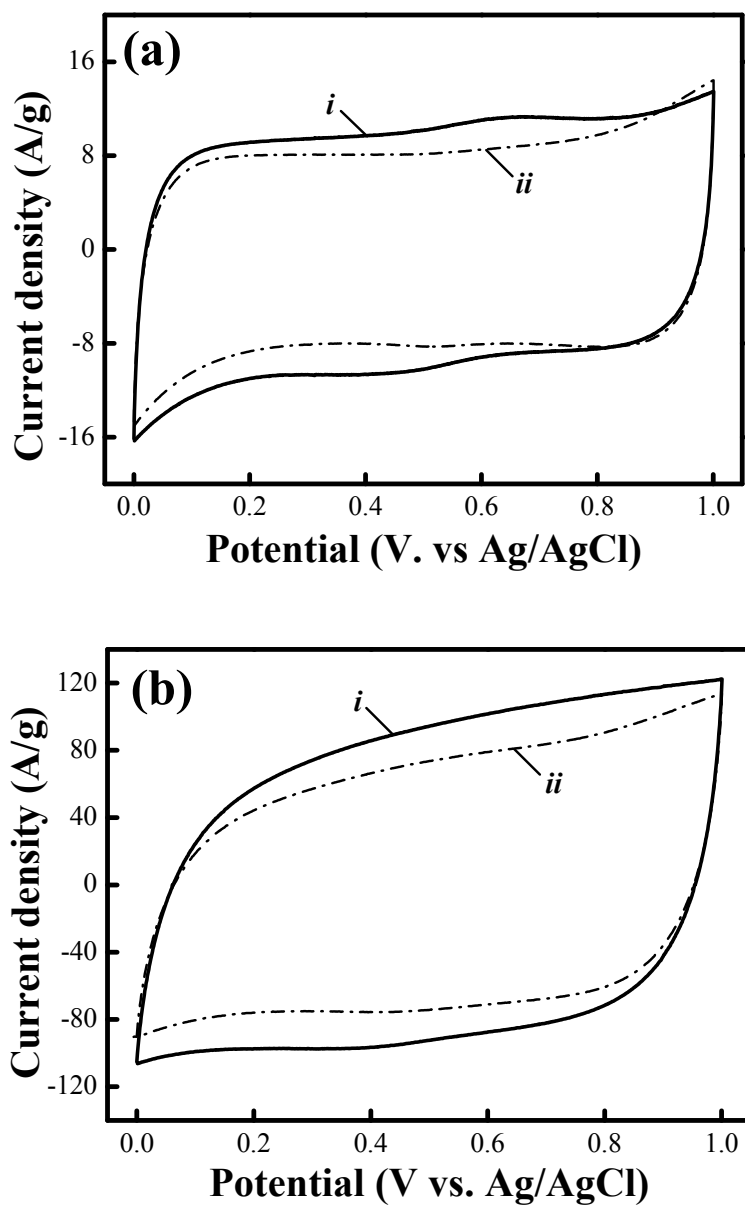 (a)
16
8
0
-8
-16
i
ii
Current density (A/g)
0.0 0.2 0.4 0.6 0.8 1.0
Potential (V. vs Ag/AgCl)
(b)
120
80
40
0
-40
-80
-120
i
ii
Current density (A/g)
0.0 0.2 0.4 0.6 0.8 1.0
Potential (V vs. Ag/AgCl)